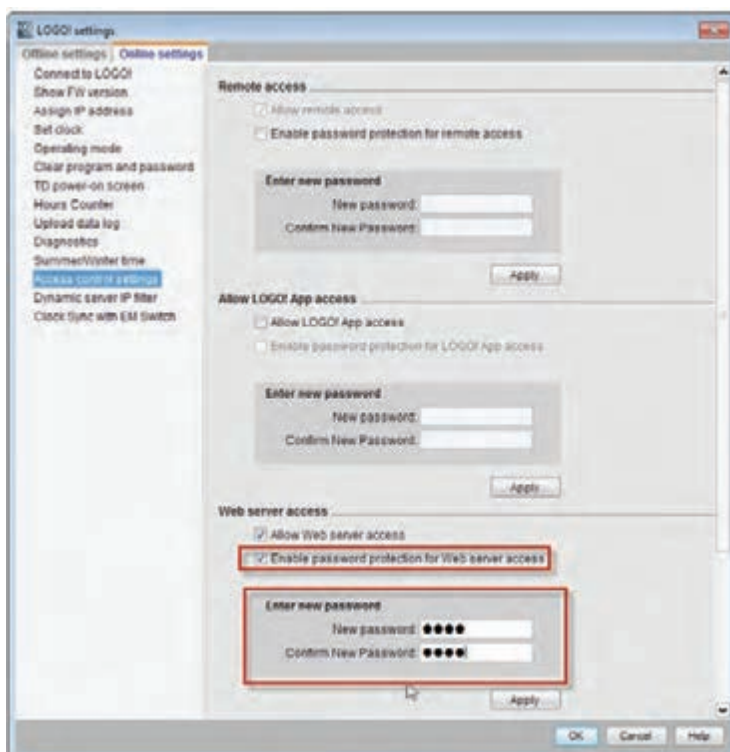 LOGO! settings
Offline settings Online settings
Connect to LOGO!
Show FW version
Assign IP address
Set clock
Operating mode
Clear program and password
TD power-on screen
Hours Counter
Upload data log
Diagnostics
Summer/Winter time
Access control settings
Dynamic server IP filter
Clock Sync with EM Switch
Remote access
Allow remote access
Enable password protection for remote access
Enter new password
New password:
Confirm New Password:
Apply
Allow LOGO! App access
Allow LOGO! App access
Enable password protection for LOGO! App access
Enter new password
New password:
Confirm New Password:
Apply
Web server access
Allow Web server access
Enable password protection for Web server access
Enter new password
New password: ●●●●
Confirm New Password: ●●●●
Apply
OK Cancel Help